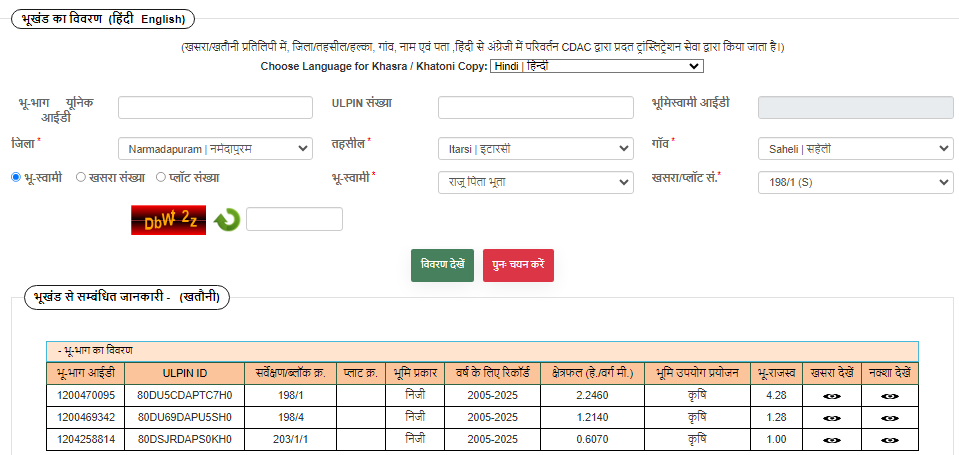 भूखंड का विवरण (हिंदी English)
(खसरा/खतौनी प्रतिलिपी में, जिला/तहसील/हल्का, गांव, नाम एवं पता ,हिंदी से अंग्रेजी में परिवर्तन CDAC द्वारा प्रदत ट्रांस्लिट्रेशन सेवा द्वारा किया जाता है।)
Choose Language for Khasra / Khatoni Copy: Hindi | हिन्दी
भू-भाग यूनिक आईडी ULPIN संख्या भूमिस्वामी आईडी
जिला * Narmadapuram | नर्मदापुरम तहसील * Itarsi | इटारसी गाँव * Saheli | सहेली
भू-स्वामी खसरा संख्या प्लॉट संख्या भू-स्वामी * राजू पिता भूता खसरा/प्लॉट सं.* 198/1 (S)
DbWt 2z
विवरण देखें पुनः चयन करें
भूखंड से सम्बंधित जानकारी - (खतौनी)
- भू-भाग का विवरण
भू-भाग आईडी ULPIN ID सर्वेक्षण/ब्लॉक क्र. प्लाट क्र. भूमि प्रकार वर्ष के लिए रिकॉर्ड क्षेत्रफल (हे./वर्ग मी.) भूमि उपयोग प्रयोजन भू-राजस्व खसरा देखें नक्शा देखें
1200470095 80DU5CDAPTC7H0 198/1 निजी 2005-2025 2.2460 कृषि 4.28
1200469342 80DU69DAPU5SH0 198/4 निजी 2005-2025 1.2140 कृषि 1.28
1204258814 80DSJRDAPS0KH0 203/1/1 निजी 2005-2025 0.6070 कृषि 1.00